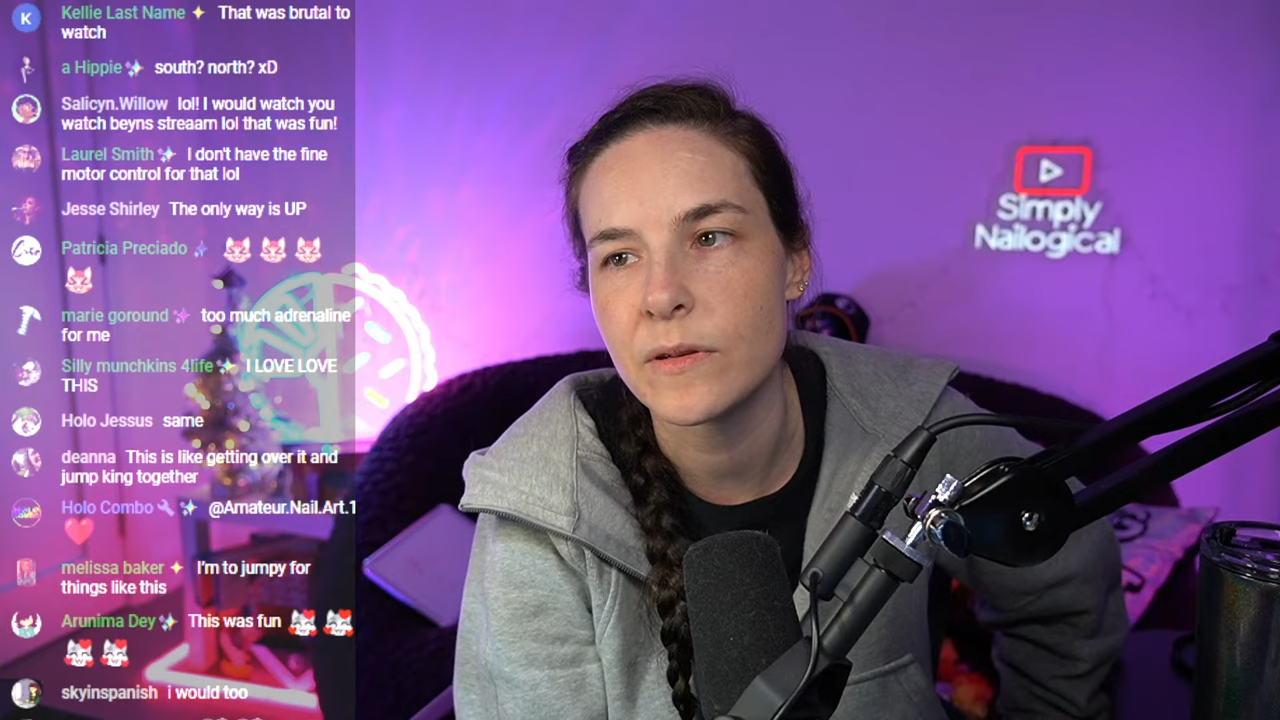 Kellie Last Name That was brutal to
watch
a Hippie south? north? xD
Salicyn.Willow lol! I would watch you
watch beyns streaam lol that was fun!
Laurel Smith I don't have the fine
motor control for that lol
Jesse Shirley The only way is UP
Patricia Preciado
marie goround too much adrenaline
for me
Silly munchkins 4life I LOVE LOVE
THIS
Holo Jessus same
deanna This is like getting over it and
jump king together
Holo Combo @Amateur.Nail.Art.1
melissa baker I'm to jumpy for
things like this
Arunima Dey This was fun
skyinspanish i would too
K
Simply
Nailogical